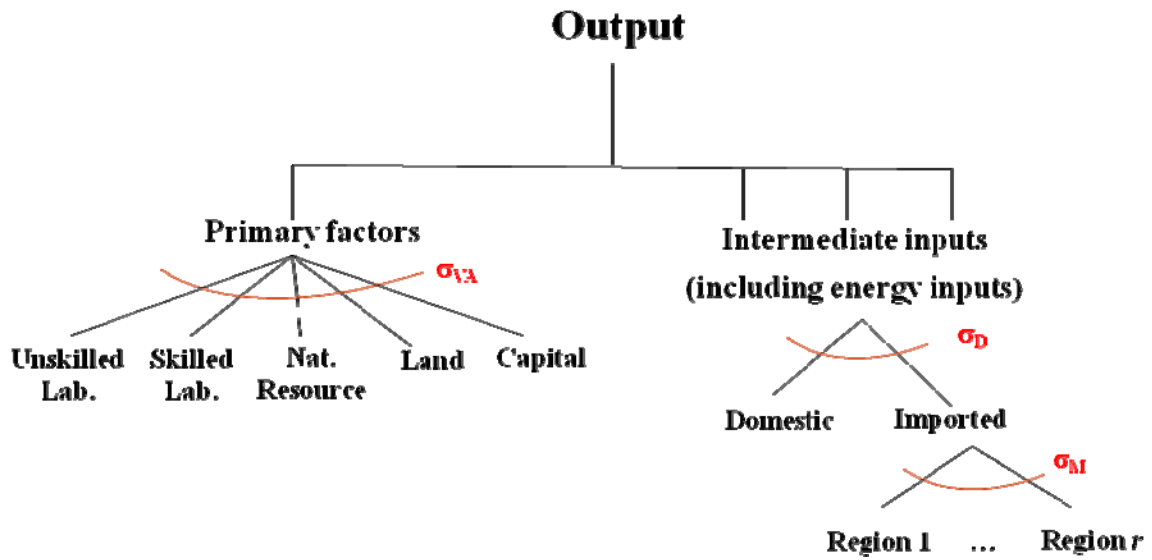 Output
Primary factors
σVA
Unskilled Lab.
Skilled Lab.
Nat. Resource
Land
Capital
Intermediate inputs
(including energy inputs)
σD
Domestic
Imported
σM
Region 1
...
Region r